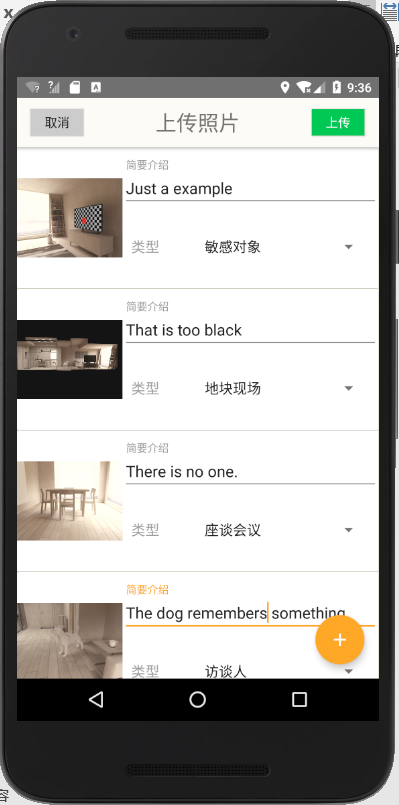 9:36
取消
上传照片
上传
简要介绍
Just a example
类型 敏感对象
简要介绍
That is too black
类型 地块现场
简要介绍
There is no one.
类型 座谈会议
简要介绍
The dog remembers something
+
类型 访谈人
容